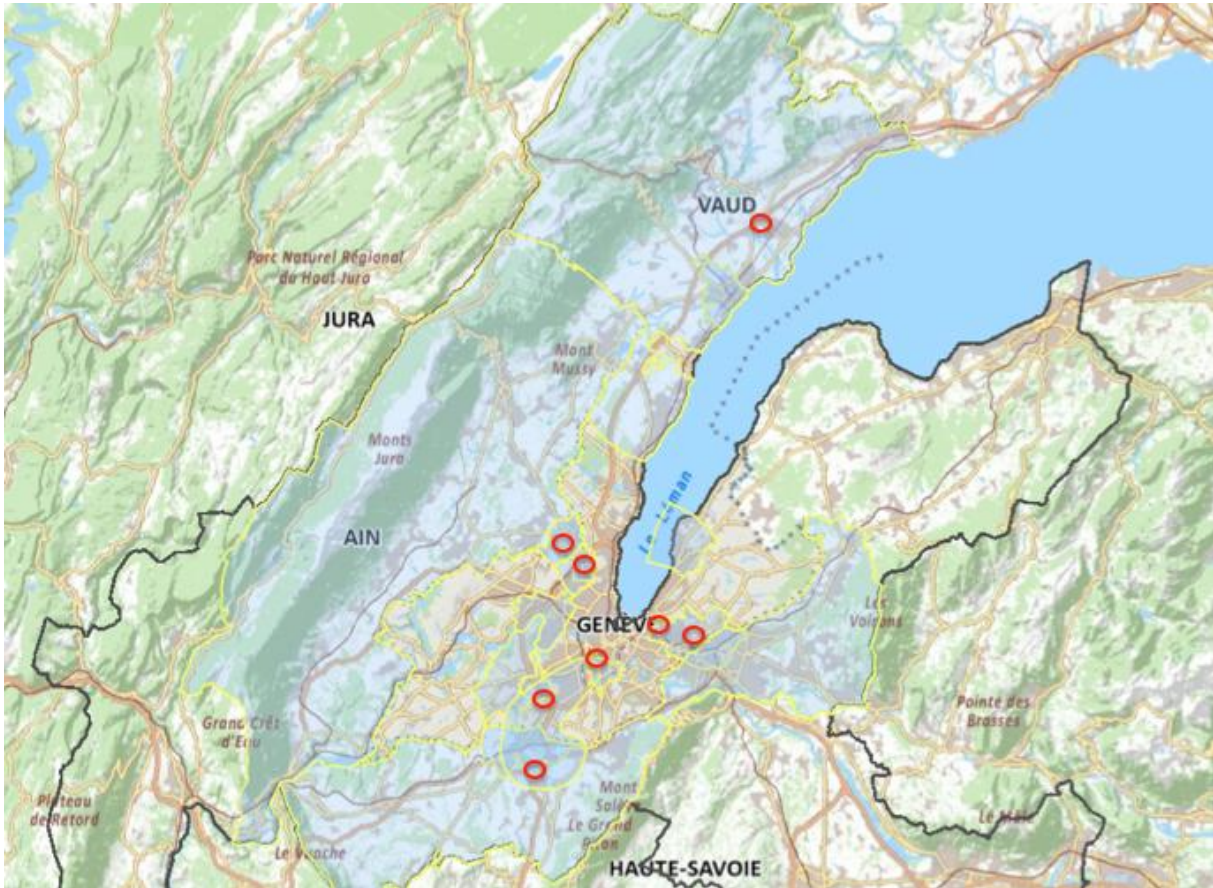 VAUD
Parc Naturel Régional
du Haut Jura
JURA
Mont
Mussy
Monts
Jura
Le Léman
AIN
GENÈV
Les
Voirons
Pointe des
Brasses
Grand Crêt
d'Eau
Plateau
de Retord
Mont
Salève
Le Grand
Piton
Le Môle
Le Vuache
HAUTE-SAVOIE